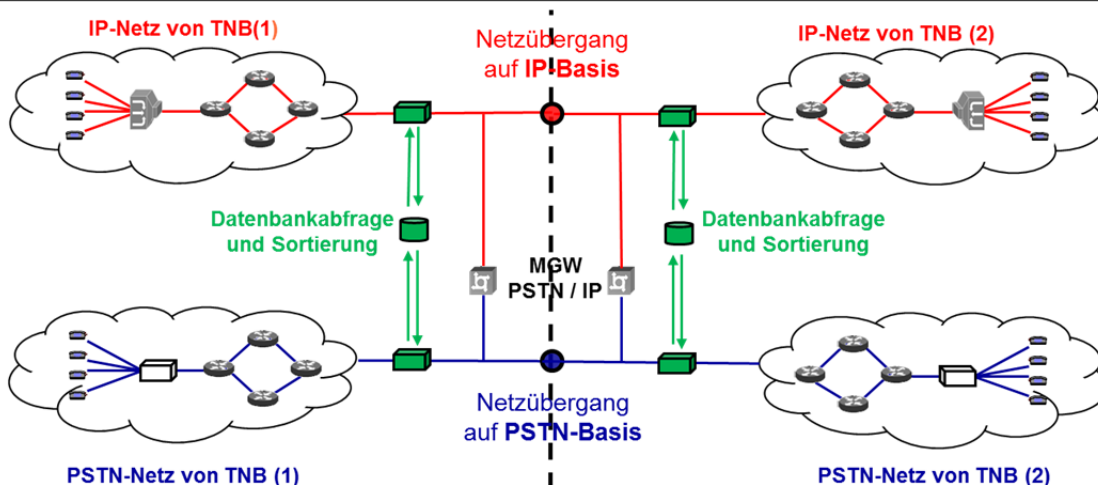 IP-Netz von TNB(1)
Netzübergang
auf IP-Basis
IP-Netz von TNB (2)
Datenbankabfrage
und Sortierung
Datenbankabfrage
und Sortierung
MGW
PSTN / IP
Netzübergang
auf PSTN-Basis
PSTN-Netz von TNB (1)
PSTN-Netz von TNB (2)